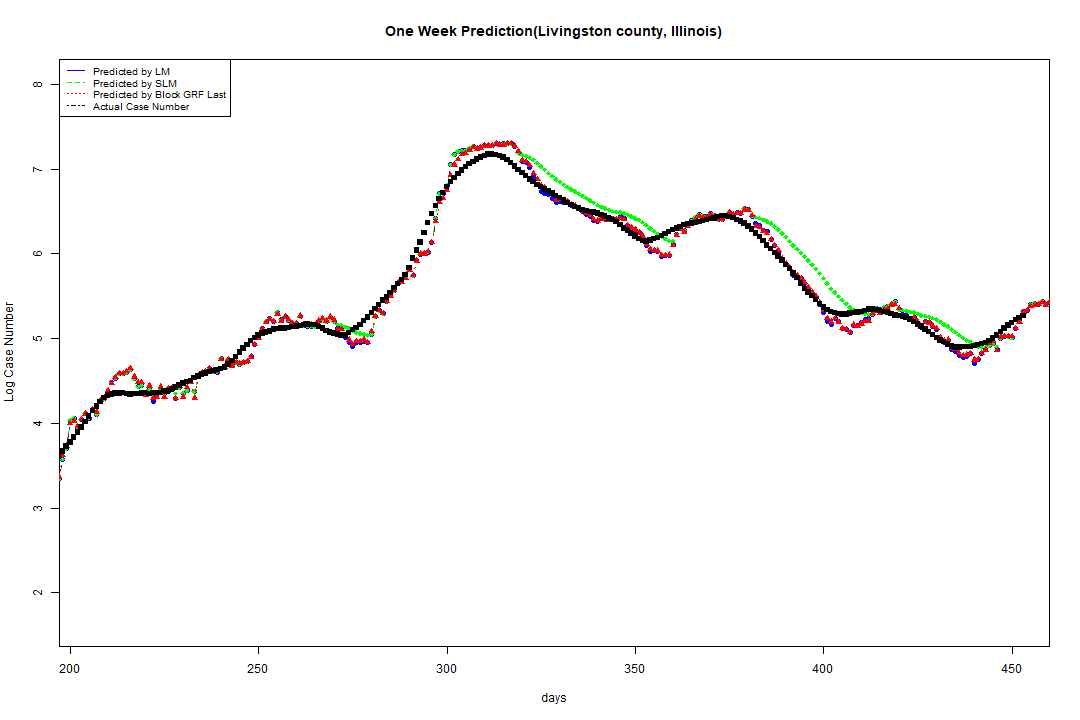 One Week Prediction(Livingston county, Illinois)
Predicted by LM
Predicted by SLM
Predicted by Block GRF Last
Actual Case Number
8
7
6
5
4
3
2
Log Case Number
200 250 300 350 400 450
days